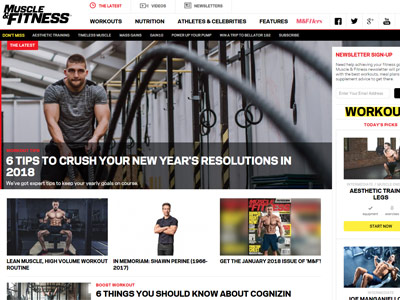 MUSCLE & FITNESS
THE LATEST
VIDEOS
NEWSLETTERS
WORKOUTS
NUTRITION
ATHLETES & CELEBRITIES
FEATURES
M&F Hers
DON'T MISS
AESTHETIC TRAINING
TIMELESS MUSCLE
MASS GAINS
GAINS®
POWER UP YOUR PUMP
WIN A TRIP TO BELLATOR 192
SUBSCRIBE
THE LATEST
6 TIPS TO CRUSH YOUR NEW YEAR'S RESOLUTIONS IN
2018
We've got expert tips to keep your yearly goals on course.
LEAN MUSCLE, HIGH VOLUME WORKOUT
ROUTINE
IN MEMORIAM: SHAWN PERINE (1966-
2017)
MUSCLE & FITNESS
GET THE JANUARY 2018 ISSUE OF 'M&F'!
BOOST WORKOUT
6 THINGS YOU SHOULD KNOW ABOUT COGNIZIN
NEWSLETTER SIGN-UP
Need help achieving your fitness
Muscle & Fitness newsletter will
with the best workouts, meal plans
supplement advice to get there.
Enter Your Email Address
WORKOU
TODAY'S PICKS
AESTHETIC TRAIN
LEGS
START NOW
JOE MANGANIELLO